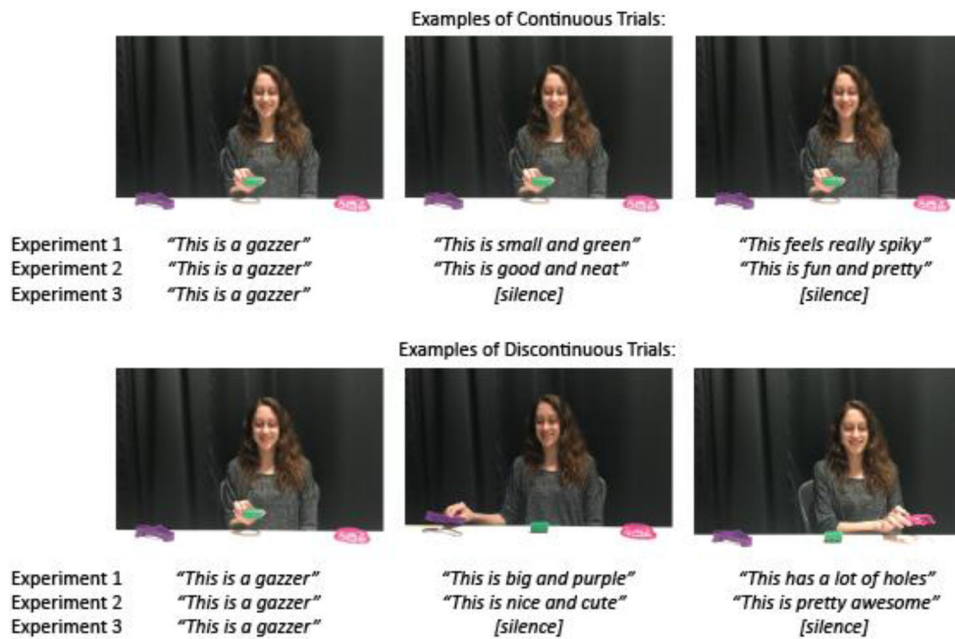 Examples of Continuous Trials:
Experiment 1 "This is a gazzer" "This is small and green" "This feels really spiky"
Experiment 2 "This is a gazzer" "This is good and neat" "This is fun and pretty"
Experiment 3 "This is a gazzer" [silence] [silence]
Examples of Discontinuous Trials:
Experiment 1 "This is a gazzer" "This is big and purple" "This has a lot of holes"
Experiment 2 "This is a gazzer" "This is nice and cute" "This is pretty awesome"
Experiment 3 "This is a gazzer" [silence] [silence]